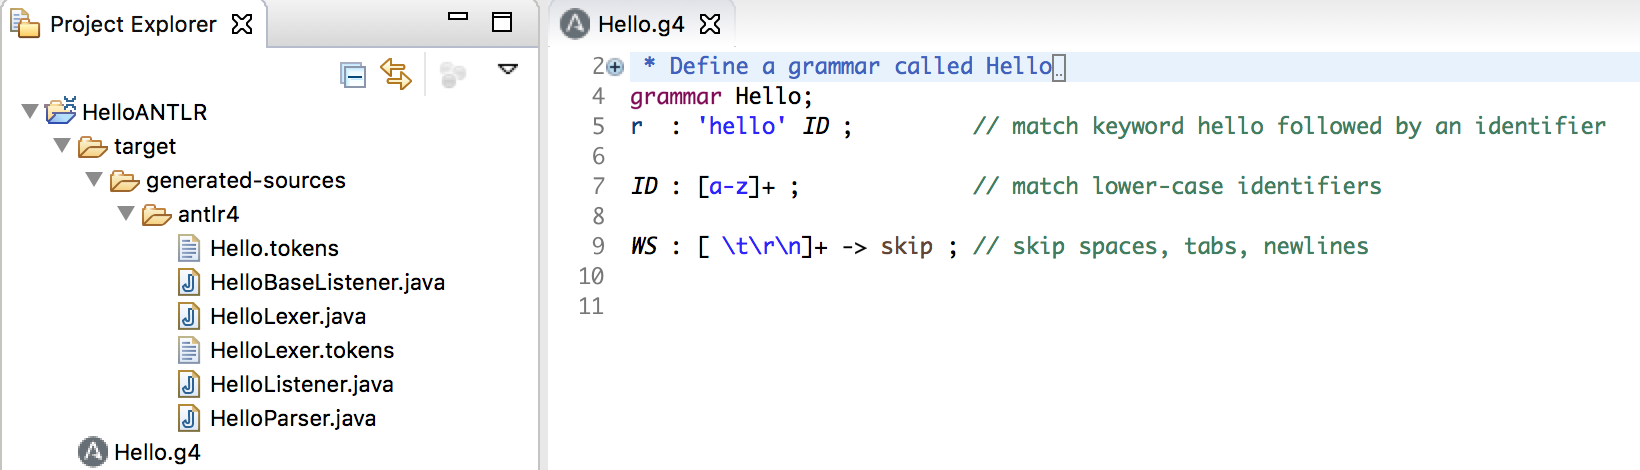 Project Explorer
HelloANTLR
target
generated-sources
antlr4
Hello.tokens
HelloBaseListener.java
HelloLexer.java
HelloLexer.tokens
HelloListener.java
HelloParser.java
Hello.g4
Hello.g4
2 * Define a grammar called Hello..
4 grammar Hello;
5 r  : 'hello' ID ;         // match keyword hello followed by an identifier
6
7 ID : [a-z]+ ;             // match lower-case identifiers
8
9 WS : [ \t\r\n]+ -> skip ; // skip spaces, tabs, newlines
10
11